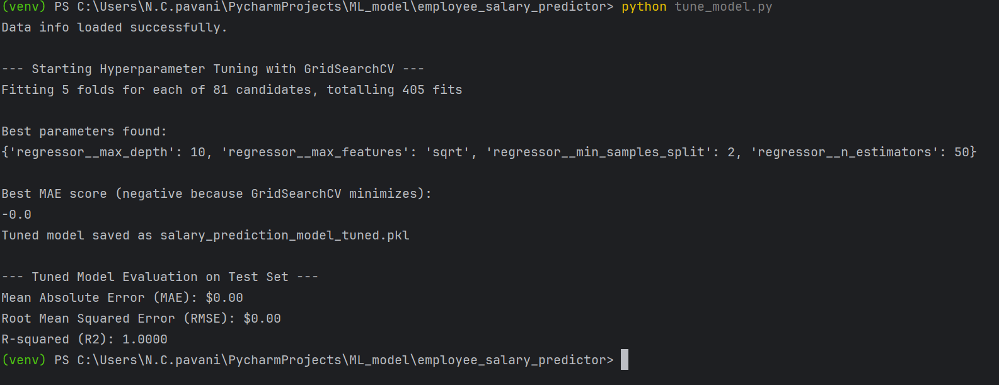 (venv) PS C:\Users\N.C.pavani\PycharmProjects\ML_model\employee_salary_predictor> python tune_model.py
Data info loaded successfully.
--- Starting Hyperparameter Tuning with GridSearchCV ---
Fitting 5 folds for each of 81 candidates, totalling 405 fits
Best parameters found:
{'regressor__max_depth': 10, 'regressor__max_features': 'sqrt', 'regressor__min_samples_split': 2, 'regressor__n_estimators': 50}
Best MAE score (negative because GridSearchCV minimizes):
-0.0
Tuned model saved as salary_prediction_model_tuned.pkl
--- Tuned Model Evaluation on Test Set ---
Mean Absolute Error (MAE): $0.00
Root Mean Squared Error (RMSE): $0.00
R-squared (R2): 1.0000
(venv) PS C:\Users\N.C.pavani\PycharmProjects\ML_model\employee_salary_predictor>